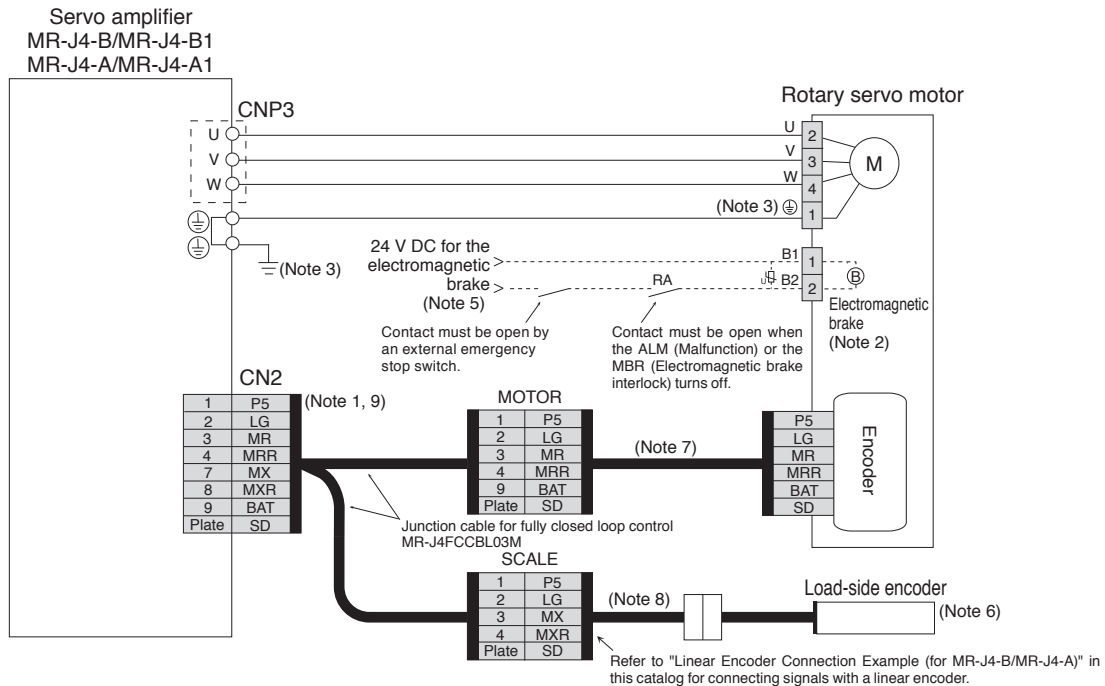 Servo amplifier
MR-J4-B/MR-J4-B1
MR-J4-A/MR-J4-A1
CNP3
U
V
W
Rotary servo motor
U 2
V 3
W 4
(Note 3) 1
M
(Note 3)
24 V DC for the
electromagnetic
brake
(Note 5)
RA
B1 1
U B2 2
B
Contact must be open by
an external emergency
stop switch.
Contact must be open when
the ALM (Malfunction) or the
MBR (Electromagnetic brake
interlock) turns off.
Electromagnetic
brake
(Note 2)
CN2
1 P5
2 LG
3 MR
4 MRR
7 MX
8 MXR
9 BAT
Plate SD
(Note 1, 9)
MOTOR
1 P5
2 LG
3 MR
4 MRR
9 BAT
Plate SD
(Note 7)
P5
LG
MR
MRR
BAT
SD
Encoder
Junction cable for fully closed loop control
MR-J4FCCBL03M
SCALE
1 P5
2 LG
3 MX
4 MXR
Plate SD
(Note 8)
Load-side encoder
(Note 6)
Refer to "Linear Encoder Connection Example (for MR-J4-B/MR-J4-A)" in
this catalog for connecting signals with a linear encoder.